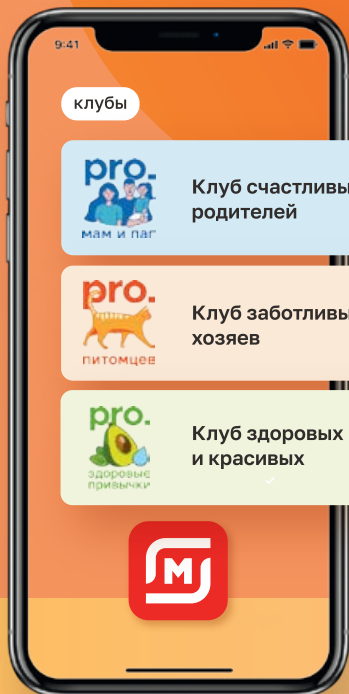 9:41
клубы
pro.
мам и пап
Клуб счастливы
родителей
pro.
питомцев
Клуб заботливы
хозяев
pro.
здоровые
привычки
Клуб здоровых
и красивых
М